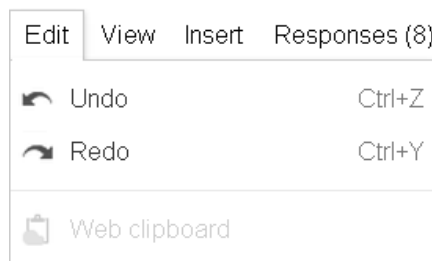 Edit View Insert Responses (8)
Undo Ctrl+Z
Redo Ctrl+Y
Web clipboard